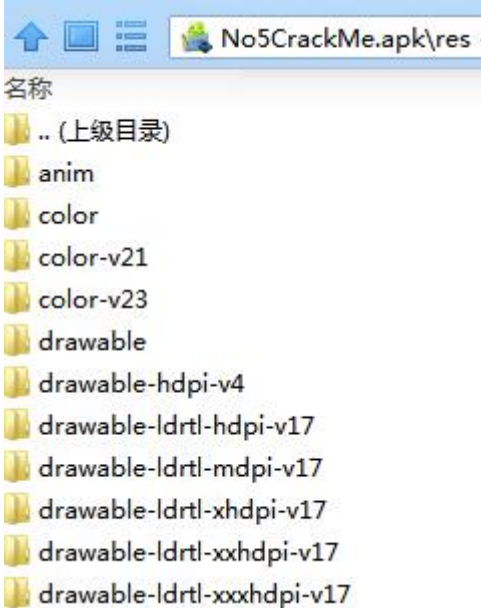 No5CrackMe.apk\res
名称
.. (上级目录)
anim
color
color-v21
color-v23
drawable
drawable-hdpi-v4
drawable-ldrtl-hdpi-v17
drawable-ldrtl-mdpi-v17
drawable-ldrtl-xhdpi-v17
drawable-ldrtl-xxhdpi-v17
drawable-ldrtl-xxxhdpi-v17